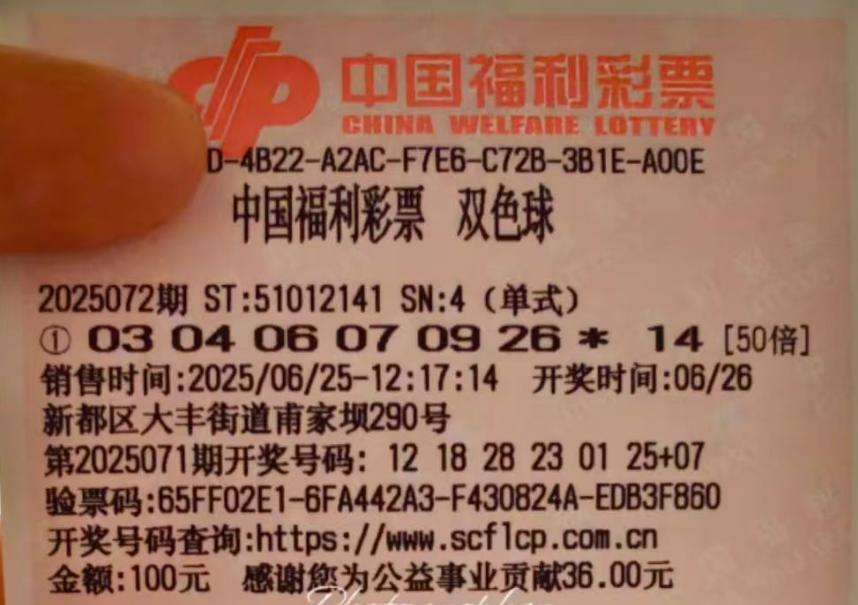 中国福利彩票
CHINA WELFARE LOTTERY
D-4B22-A2AC-F7E6-C72B-3B1E-A00E
中国福利彩票 双色球
2025072期 ST:51012141 SN:4 (单式)
① 03 04 06 07 09 26 * 14 [50倍]
销售时间:2025/06/25-12:17:14 开奖时间:06/26
新都区大丰街道甫家坝290号
第2025071期开奖号码: 12 18 28 23 01 25+07
验票码:65FF02E1-6FA442A3-F430824A-EDB3F860
开奖号码查询:https://www.scflcp.com.cn
金额:100元 感谢您为公益事业贡献36.00元